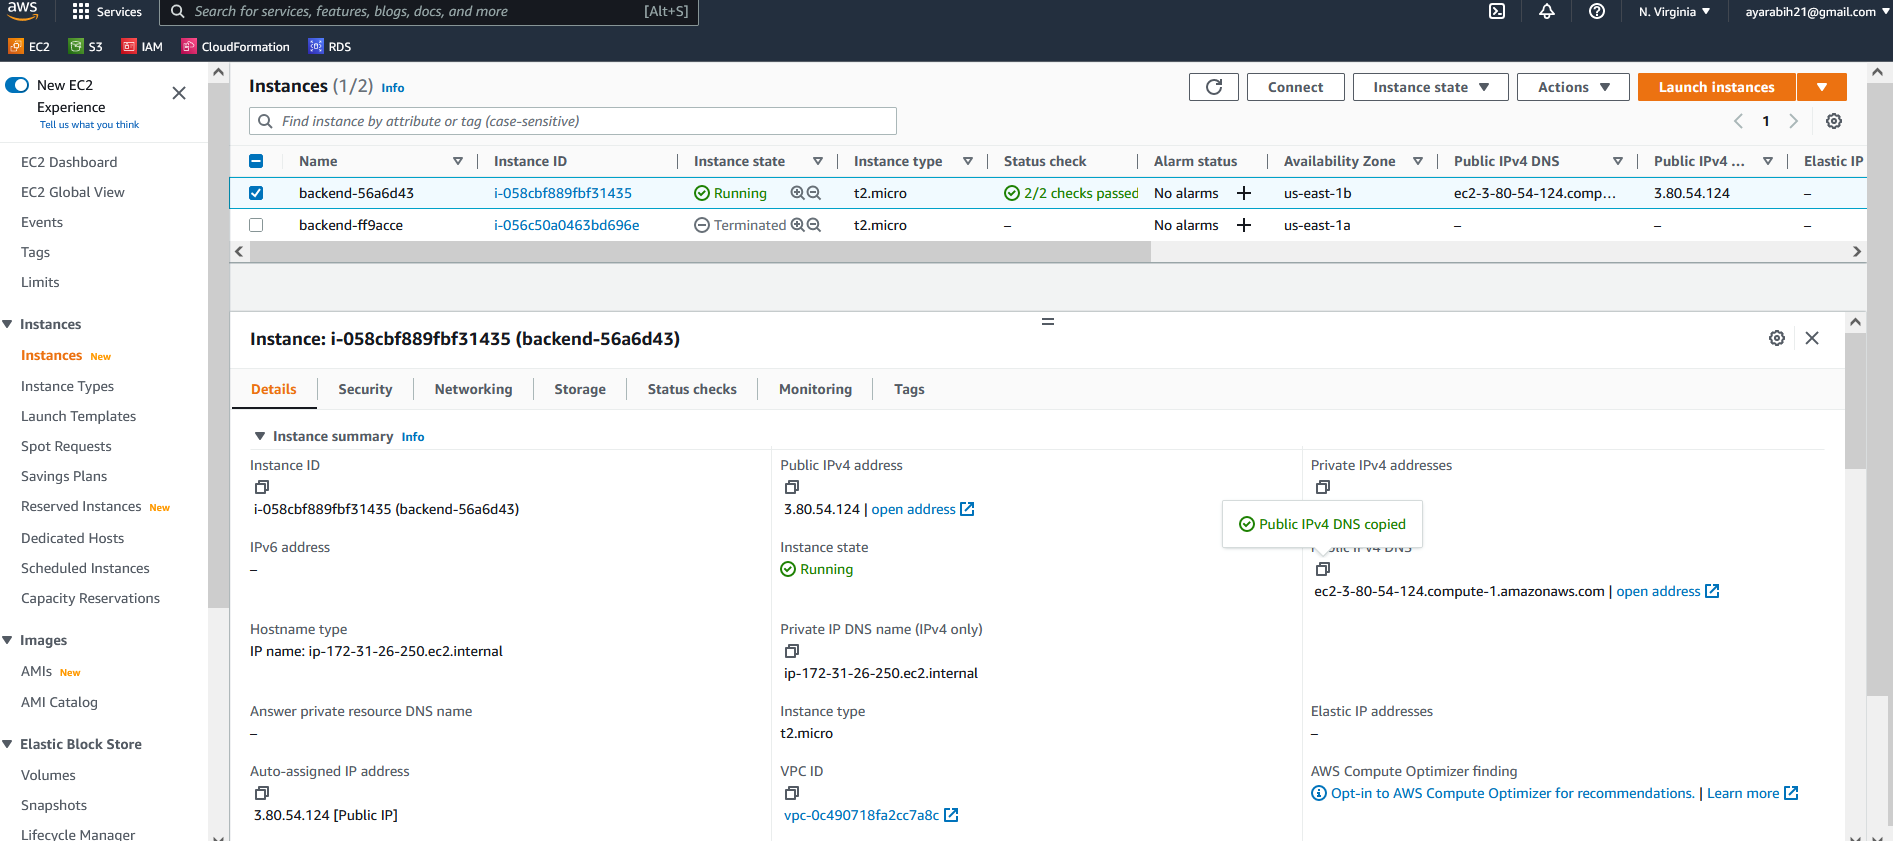 aws Services Search for services, features, blogs, docs, and more [Alt+S] N. Virginia ayarabih21@gmail.com
EC2 S3 IAM CloudFormation RDS
New EC2
Experience
Tell us what you think
EC2 Dashboard
EC2 Global View
Events
Tags
Limits
Instances
Instances New
Instance Types
Launch Templates
Spot Requests
Savings Plans
Reserved Instances New
Dedicated Hosts
Scheduled Instances
Capacity Reservations
Images
AMIs New
AMI Catalog
Elastic Block Store
Volumes
Snapshots
Lifecycle Manager
Instances (1/2) Info Connect Instance state Actions Launch instances
Find instance by attribute or tag (case-sensitive) 1
Name Instance ID Instance state Instance type Status check Alarm status Availability Zone Public IPv4 DNS Public IPv4 ... Elastic IP
backend-56a6d43 i-058cbf889fbf31435 Running t2.micro 2/2 checks passed No alarms + us-east-1b ec2-3-80-54-124.comp... 3.80.54.124 –
backend-ff9acce i-056c50a0463bd696e Terminated t2.micro – No alarms + us-east-1a – – –
Instance: i-058cbf889fbf31435 (backend-56a6d43)
Details Security Networking Storage Status checks Monitoring Tags
Instance summary Info
Instance ID
i-058cbf889fbf31435 (backend-56a6d43)
Public IPv4 address
3.80.54.124 | open address
Private IPv4 addresses
Public IPv4 DNS copied
IPv6 address
–
Instance state
Running
Public IPv4 DNS
ec2-3-80-54-124.compute-1.amazonaws.com | open address
Hostname type
IP name: ip-172-31-26-250.ec2.internal
Private IP DNS name (IPv4 only)
ip-172-31-26-250.ec2.internal
Answer private resource DNS name
–
Instance type
t2.micro
Elastic IP addresses
–
Auto-assigned IP address
3.80.54.124 [Public IP]
VPC ID
vpc-0c490718fa2cc7a8c
AWS Compute Optimizer finding
Opt-in to AWS Compute Optimizer for recommendations. | Learn more